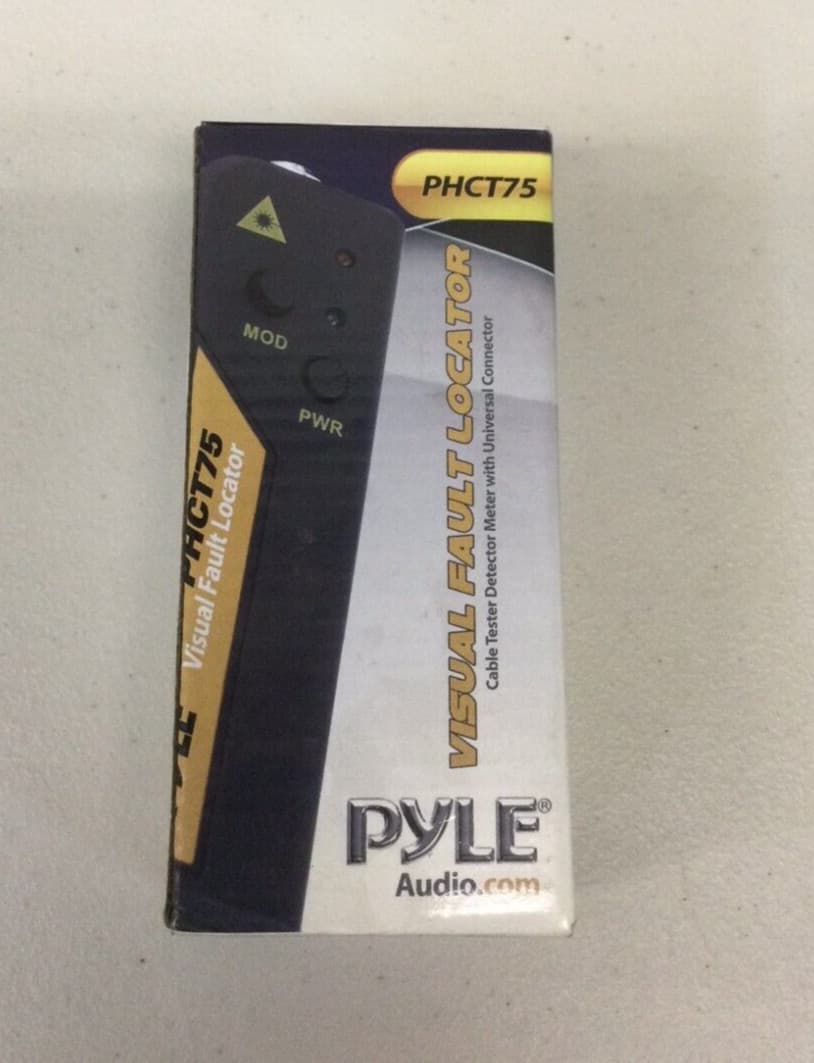 PHCT75
VISUAL FAULT LOCATOR
Cable Tester Detector Meter with Universal Connector
MOD
PWR
PHCT75
Visual Fault Locator
PYLE®
Audio.com